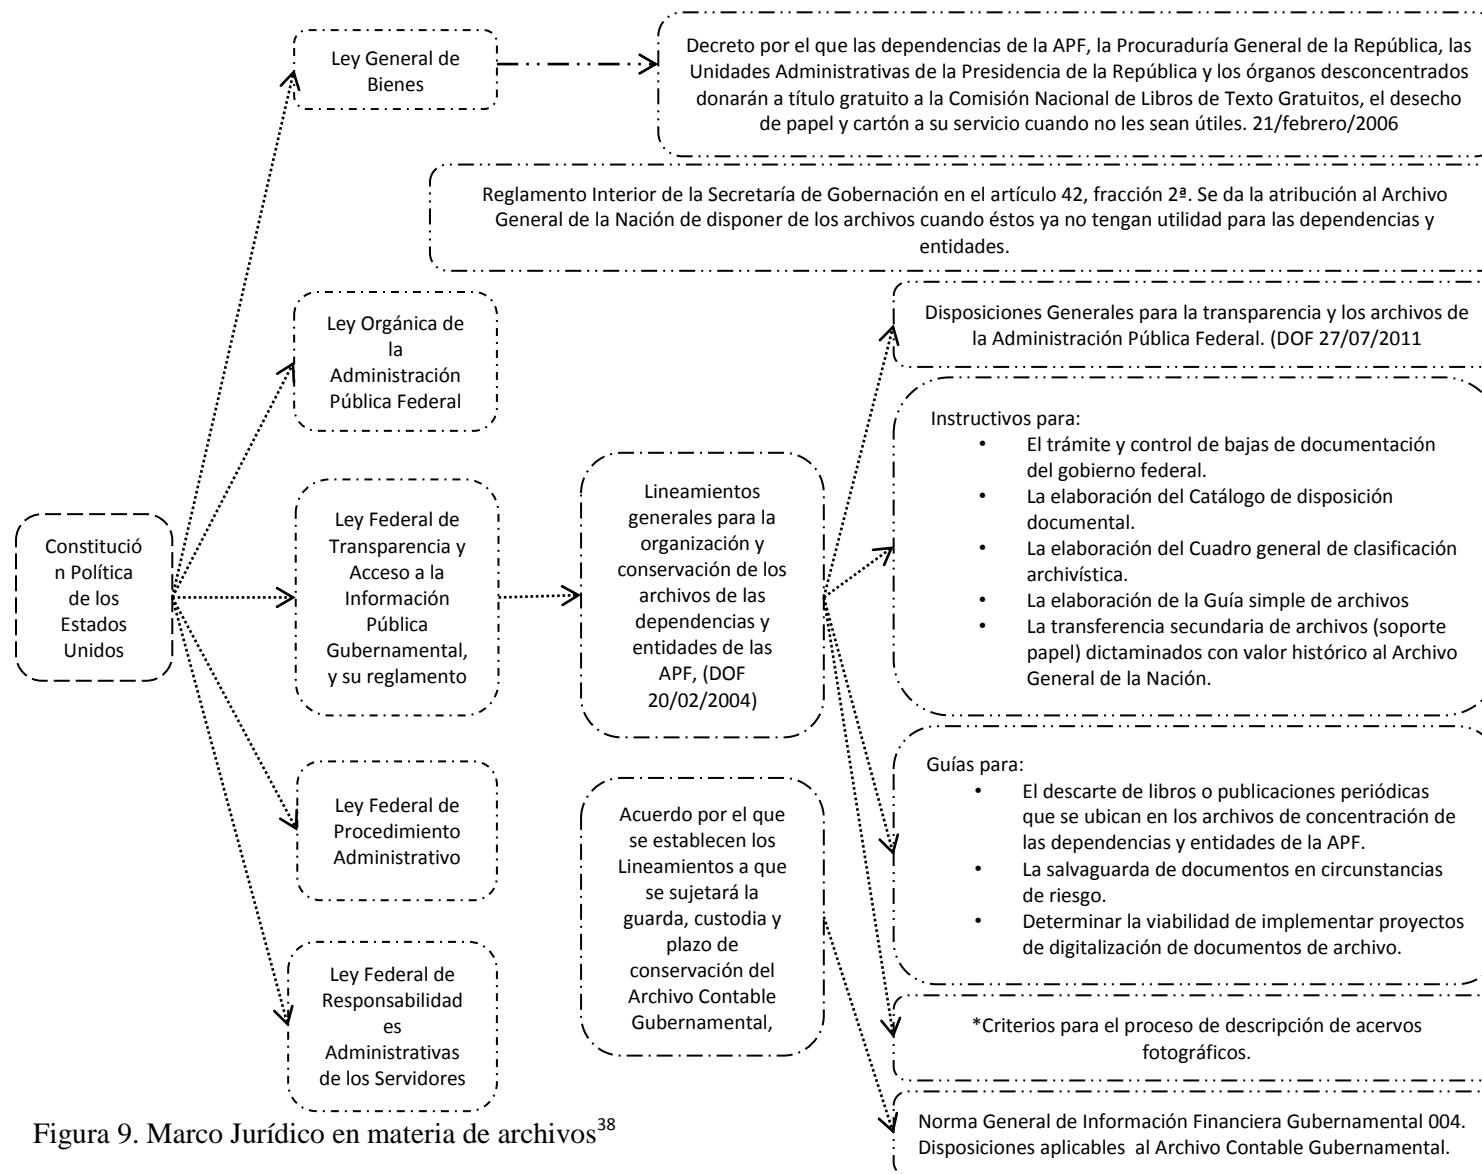 Ley General de
Bienes
Decreto por el que las dependencias de la APF, la Procuraduría General de la República, las
Unidades Administrativas de la Presidencia de la República y los órganos desconcentrados
donarán a título gratuito a la Comisión Nacional de Libros de Texto Gratuitos, el desecho
de papel y cartón a su servicio cuando no les sean útiles. 21/febrero/2006
Reglamento Interior de la Secretaría de Gobernación en el artículo 42, fracción 2ª. Se da la atribución al Archivo
General de la Nación de disponer de los archivos cuando éstos ya no tengan utilidad para las dependencias y
entidades.
Ley Orgánica de
la
Administración
Pública Federal
Disposiciones Generales para la transparencia y los archivos de
la Administración Pública Federal. (DOF 27/07/2011
Constitució
n Política
de los
Estados
Unidos
Ley Federal de
Transparencia y
Acceso a la
Información
Pública
Gubernamental,
y su reglamento
Lineamientos
generales para la
organización y
conservación de los
archivos de las
dependencias y
entidades de las
APF, (DOF
20/02/2004)
Instructivos para:
• El trámite y control de bajas de documentación
del gobierno federal.
• La elaboración del Catálogo de disposición
documental.
• La elaboración del Cuadro general de clasificación
archivística.
• La elaboración de la Guía simple de archivos
• La transferencia secundaria de archivos (soporte
papel) dictaminados con valor histórico al Archivo
General de la Nación.
Ley Federal de
Procedimiento
Administrativo
Acuerdo por el que
se establecen los
Lineamientos a que
se sujetará la
guarda, custodia y
plazo de
conservación del
Archivo Contable
Gubernamental,
Guías para:
• El descarte de libros o publicaciones periódicas
que se ubican en los archivos de concentración de
las dependencias y entidades de la APF.
• La salvaguarda de documentos en circunstancias
de riesgo.
• Determinar la viabilidad de implementar proyectos
de digitalización de documentos de archivo.
Ley Federal de
Responsabilidad
es
Administrativas
de los Servidores
*Criterios para el proceso de descripción de acervos
fotográficos.
Norma General de Información Financiera Gubernamental 004.
Disposiciones aplicables al Archivo Contable Gubernamental.
Figura 9. Marco Jurídico en materia de archivos38